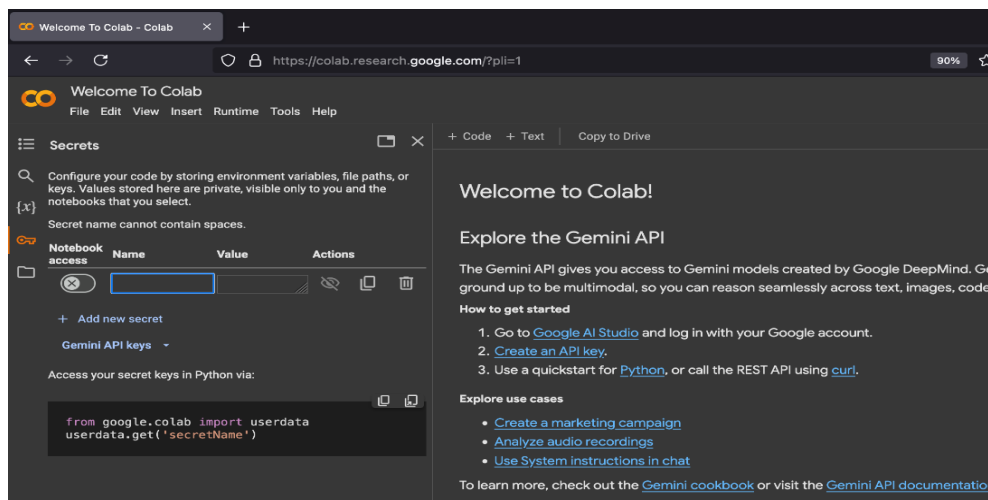 Welcome To Colab - Colab
https://colab.research.google.com/?pli=1
90%
Welcome To Colab
File Edit View Insert Runtime Tools Help
Secrets
Configure your code by storing environment variables, file paths, or
keys. Values stored here are private, visible only to you and the
notebooks that you select.
Secret name cannot contain spaces.
Notebook
access
Name Value Actions
+ Add new secret
Gemini API keys
Access your secret keys in Python via:
from google.colab import userdata
userdata.get('secretName')
+ Code + Text Copy to Drive
Welcome to Colab!
Explore the Gemini API
The Gemini API gives you access to Gemini models created by Google DeepMind. Ge
ground up to be multimodal, so you can reason seamlessly across text, images, code
How to get started
1. Go to Google AI Studio and log in with your Google account.
2. Create an API key.
3. Use a quickstart for Python, or call the REST API using curl.
Explore use cases
• Create a marketing campaign
• Analyze audio recordings
• Use System instructions in chat
To learn more, check out the Gemini cookbook or visit the Gemini API documentatio